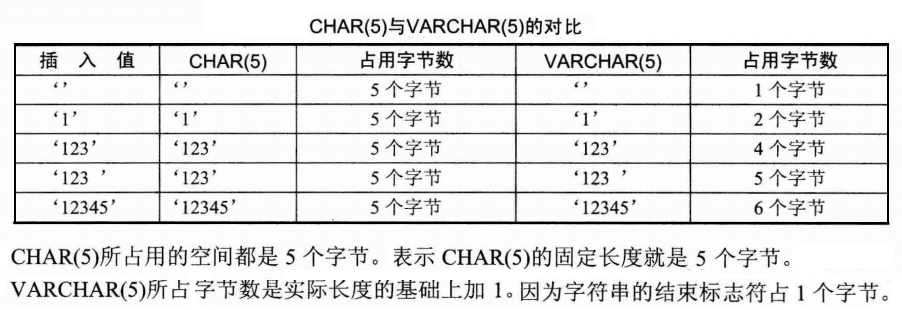 CHAR(5)与VARCHAR(5)的对比
插 入 值 CHAR(5) 占用字节数 VARCHAR(5) 占用字节数
‘’ ‘’ 5 个字节 ‘’ 1 个字节
‘1’ ‘1’ 5 个字节 ‘1’ 2 个字节
‘123’ ‘123’ 5 个字节 ‘123’ 4 个字节
‘123 ’ ‘123’ 5 个字节 ‘123 ’ 5 个字节
‘12345’ ‘12345’ 5 个字节 ‘12345’ 6 个字节
CHAR(5)所占用的空间都是 5 个字节。表示 CHAR(5)的固定长度就是 5 个字节。
VARCHAR(5)所占字节数是实际长度的基础上加 1。因为字符串的结束标志符占 1 个字节。